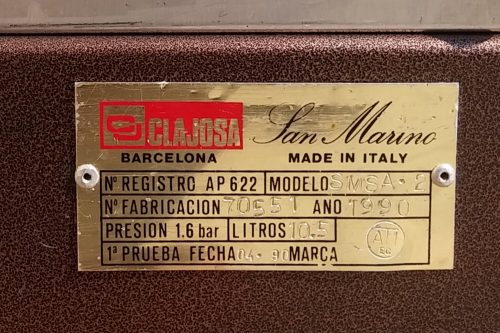 CLAJOSA San Marino
BARCELONA MADE IN ITALY
Nº REGISTRO AP 622 MODELO SMSA-2
Nº FABRICACION 70551 AÑO 1990
PRESION 1.6 bar LITROS 10.5
1ª PRUEBA FECHA 04-90 MARCA